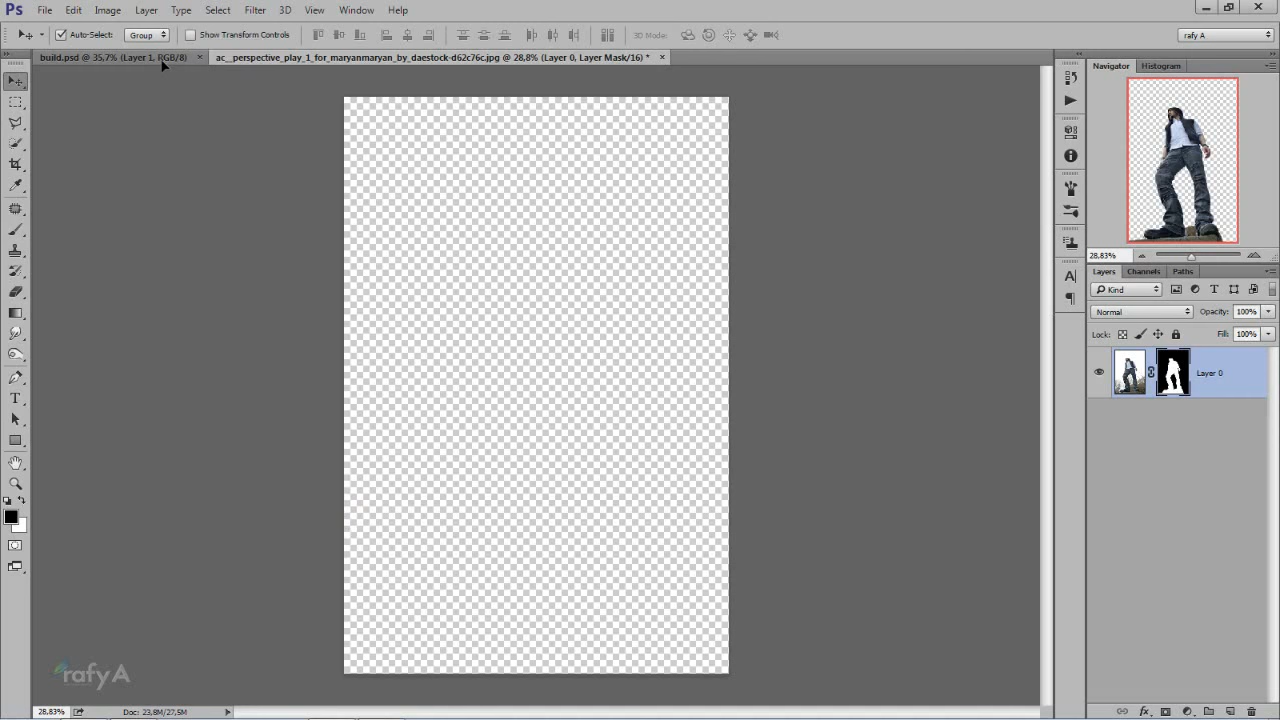 Ps File Edit Image Layer Type Select Filter 3D View Window Help
Auto-Select: Group Show Transform Controls 3D Mode: rafy A
build.psd @ 35,7% (Layer 1, RGB/8) × ac__perspective_play_1_for_maryanmaryan_by_daestock-d62c76c.jpg @ 28,8% (Layer 0, Layer Mask/16) * ×
Navigator Histogram
28,83%
Layers Channels Paths
Kind
Normal Opacity: 100%
Lock: Fill: 100%
Layer 0
rafy A
28,83% Doc: 23,8M/27,5M